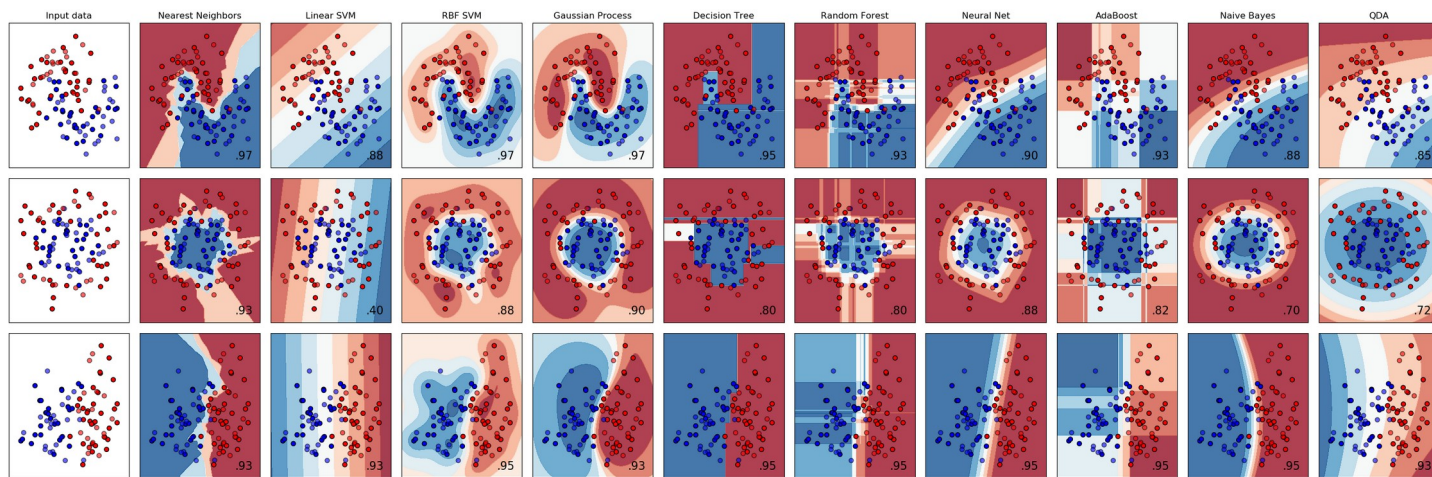 Input data Nearest Neighbors Linear SVM RBF SVM Gaussian Process Decision Tree Random Forest Neural Net AdaBoost Naive Bayes QDA
.97 .88 .97 .97 .95 .93 .90 .93 .88 .85
.93 .40 .88 .90 .80 .80 .88 .82 .70 .72
.93 .93 .95 .93 .95 .95 .95 .95 .95 .93